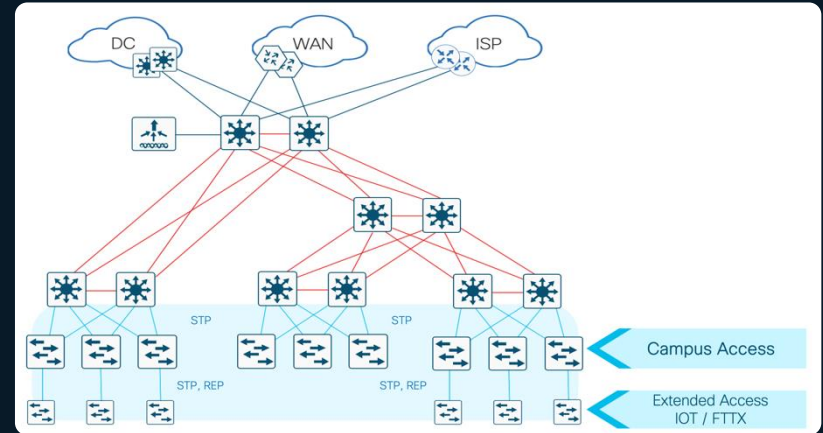 DC
WAN
ISP
STP
STP
Campus Access
STP, REP
STP, REP
Extended Access
IOT / FTTX